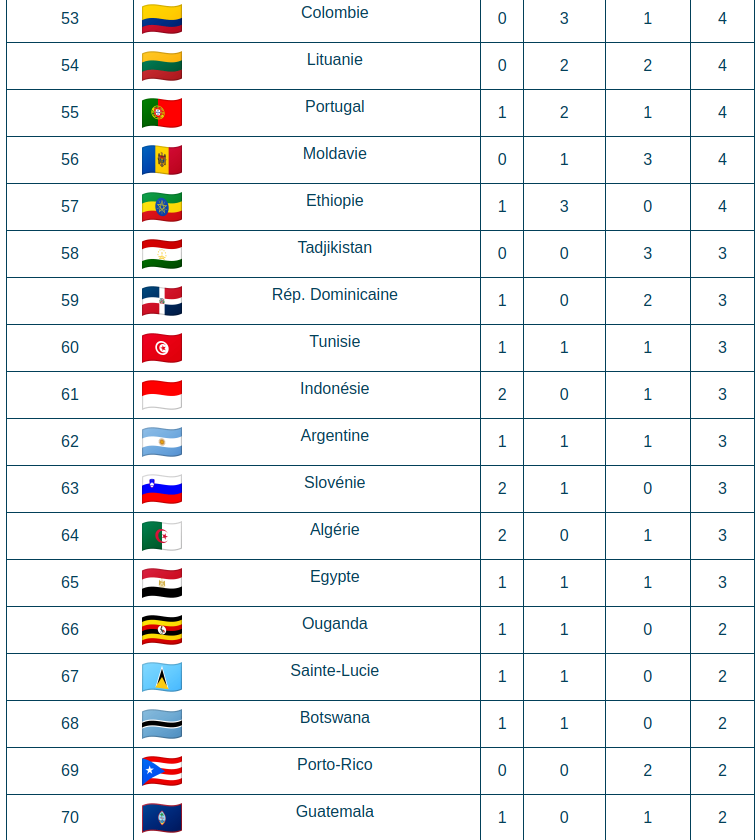 53 Colombie 0 3 1 4
54 Lituanie 0 2 2 4
55 Portugal 1 2 1 4
56 Moldavie 0 1 3 4
57 Ethiopie 1 3 0 4
58 Tadjikistan 0 0 3 3
59 Rép. Dominicaine 1 0 2 3
60 Tunisie 1 1 1 3
61 Indonésie 2 0 1 3
62 Argentine 1 1 1 3
63 Slovénie 2 1 0 3
64 Algérie 2 0 1 3
65 Egypte 1 1 1 3
66 Ouganda 1 1 0 2
67 Sainte-Lucie 1 1 0 2
68 Botswana 1 1 0 2
69 Porto-Rico 0 0 2 2
70 Guatemala 1 0 1 2